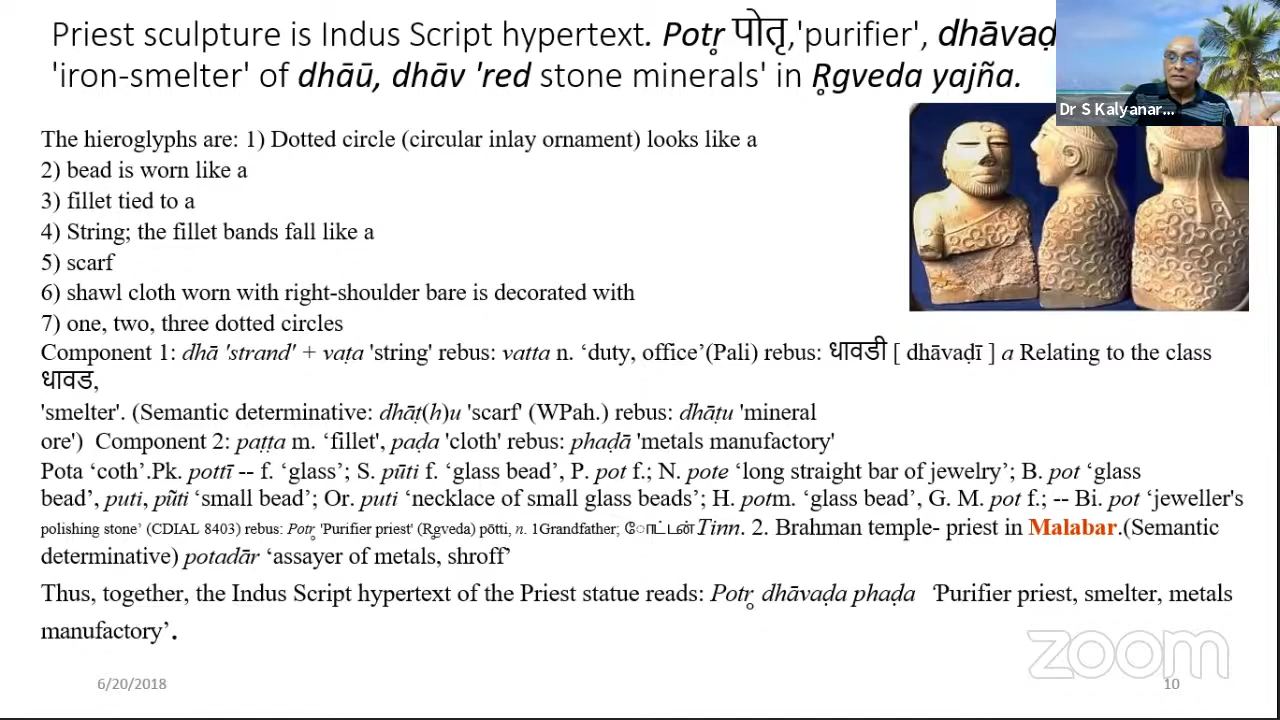 Priest sculpture is Indus Script hypertext. Potr̥ पोतृ,'purifier', dhāvaḍ
'iron-smelter' of dhāū, dhāv 'red stone minerals' in R̥gveda yajña.
Dr S Kalyanar...
The hieroglyphs are: 1) Dotted circle (circular inlay ornament) looks like a
2) bead is worn like a
3) fillet tied to a
4) String; the fillet bands fall like a
5) scarf
6) shawl cloth worn with right-shoulder bare is decorated with
7) one, two, three dotted circles
Component 1: dhā 'strand' + vaṭa 'string' rebus: vatta n. ‘duty, office’(Pali) rebus: धावडी [ dhāvaḍī ] a Relating to the class
धावड,
'smelter'. (Semantic determinative: dhāṭ(h)u 'scarf' (WPah.) rebus: dhāṭu 'mineral
ore')  Component 2: paṭṭa m. ‘fillet', paḍa 'cloth' rebus: phaḍā 'metals manufactory'
Pota ‘coth’.Pk. pottī -- f. ‘glass’; S. pūti f. ‘glass bead’, P. pot f.; N. pote ‘long straight bar of jewelry’; B. pot ‘glass
bead’, puti, pũti ‘small bead’; Or. puti ‘necklace of small glass beads’; H. potm. ‘glass bead’, G. M. pot f.; -- Bi. pot ‘jeweller's
polishing stone’ (CDIAL 8403) rebus: Potr̥ 'Purifier priest' (R̥gveda) pōtti, n. 1Grandfather; ோட்டன் Tinn. 2. Brahman temple- priest in Malabar.(Semantic
determinative) potadār ‘assayer of metals, shroff’
Thus, together, the Indus Script hypertext of the Priest statue reads: Potr̥ dhāvaḍa phaḍa ‘Purifier priest, smelter, metals
manufactory’.
6/20/2018
10
zoom